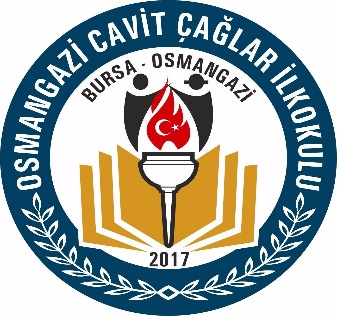 OSMANGAZİ CAVİT ÇAĞLAR İLKOKULU
BURSA - OSMANGAZİ
2017